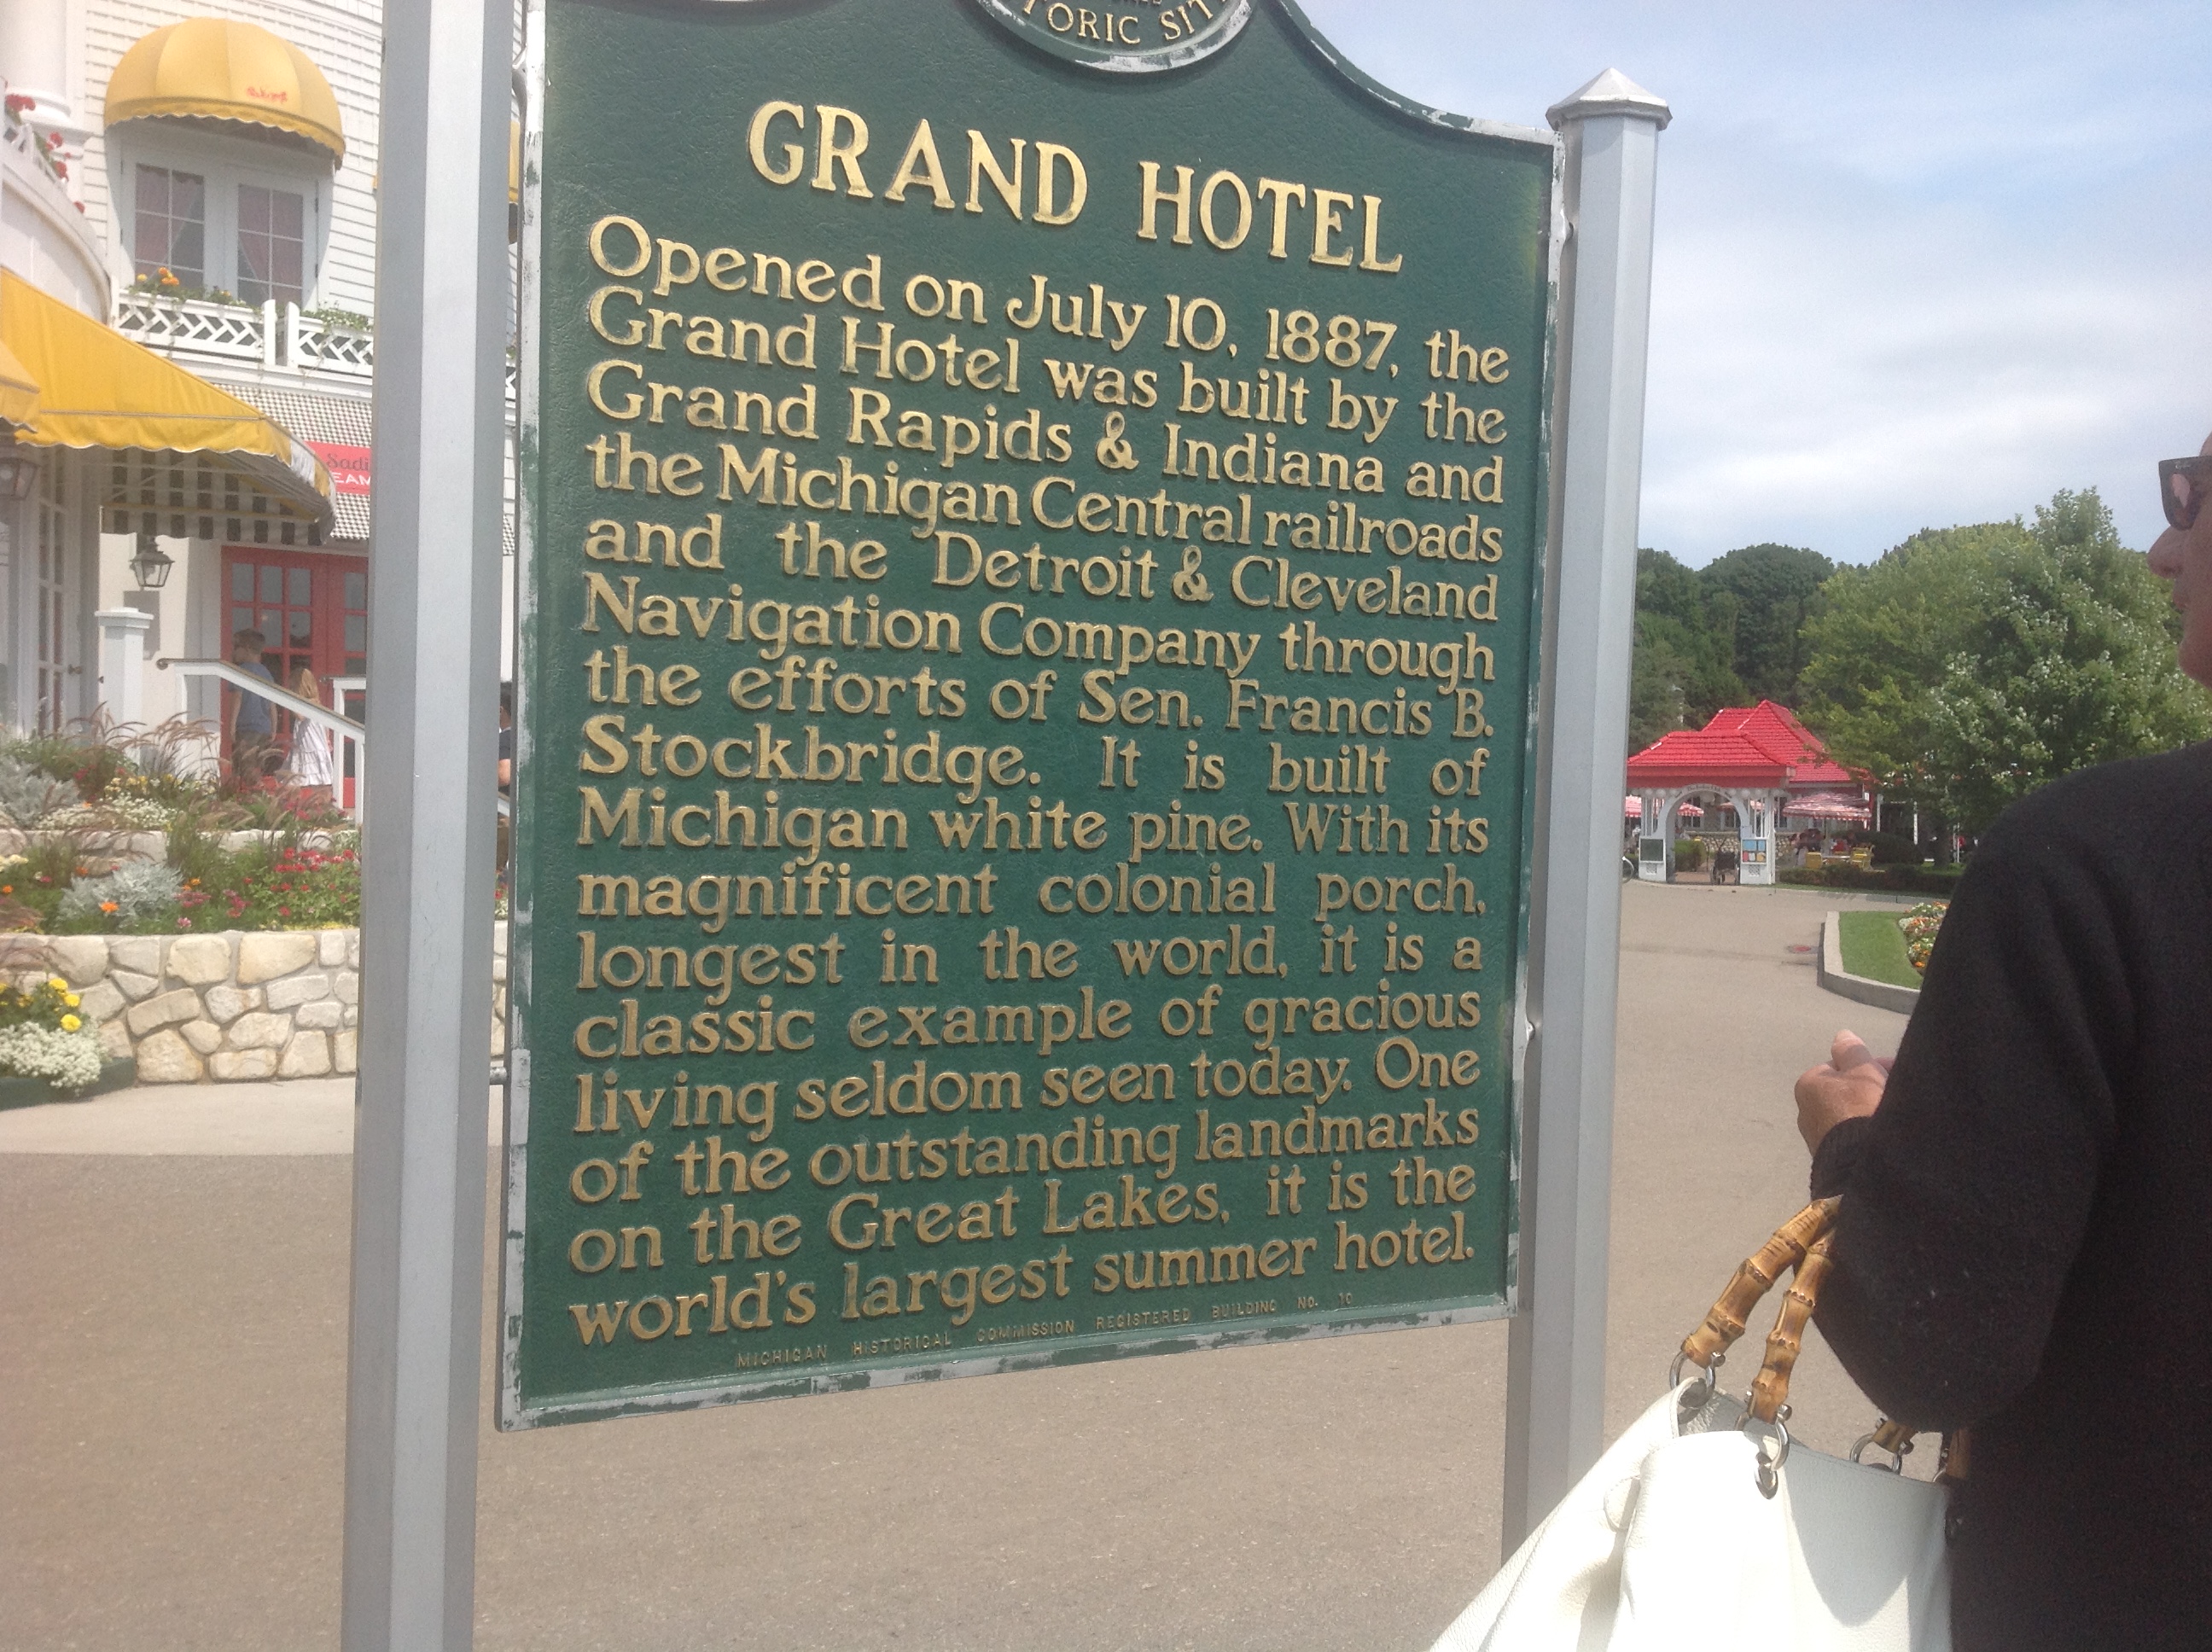 TORIC SIT
GRAND HOTEL
Opened on July 10, 1887, the
Grand Hotel was built by the
Grand Rapids & Indiana and
the Michigan Central railroads
and the Detroit & Cleveland
Navigation Company through
the efforts of Sen. Francis B.
Stockbridge. It is built of
Michigan white pine. With its
magnificent colonial porch,
longest in the world, it is a
classic example of gracious
living seldom seen today. One
of the outstanding landmarks
on the Great Lakes, it is the
world's largest summer hotel.
MICHIGAN HISTORICAL COMMISSION REGISTERED BUILDING NO. 10
Sadi
EAM